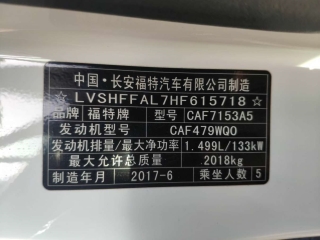 中国·长安福特汽车有限公司制造
☆LVSHFFAL7HF615718☆
品牌 福特牌 型号 CAF7153A5
发动机型号 CAF479WQ0
发动机排量/最大净功率 1.499L/133kW
最大允许总质量 2018kg
制造年月 2017-6 乘坐人数 5